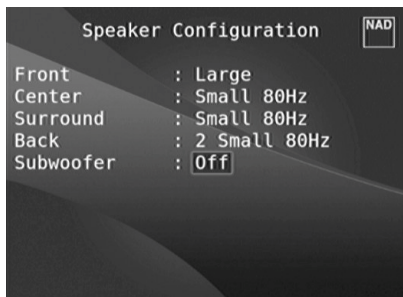 Speaker Configuration
NAD
Front : Large
Center : Small 80Hz
Surround : Small 80Hz
Back : 2 Small 80Hz
Subwoofer : Off